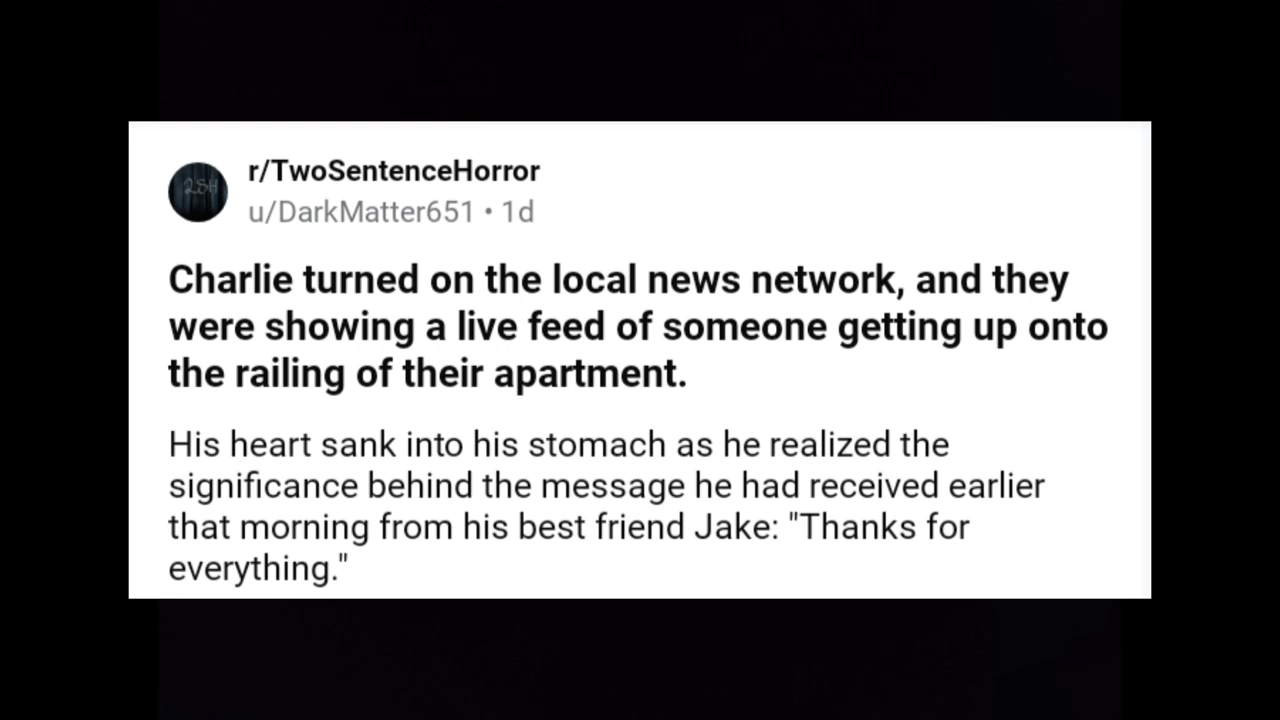 2SH
r/TwoSentenceHorror
u/DarkMatter651 • 1d
Charlie turned on the local news network, and they
were showing a live feed of someone getting up onto
the railing of their apartment.
His heart sank into his stomach as he realized the
significance behind the message he had received earlier
that morning from his best friend Jake: "Thanks for
everything."